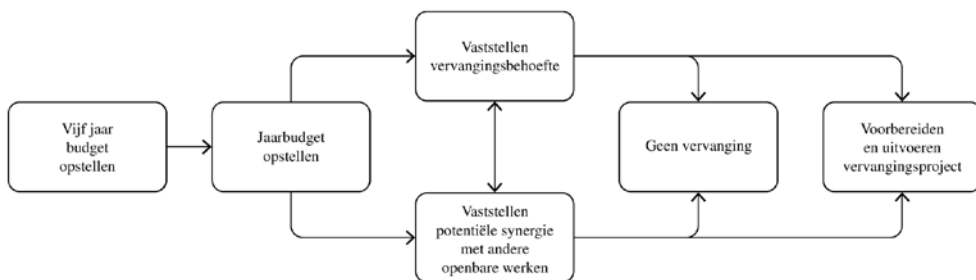 Vijf jaar
budget
opstellen
Jaarbudget
opstellen
Vaststellen
vervangingsbehoefte
Vaststellen
potentiële synergie
met andere
openbare werken
Geen vervanging
Voorbereiden
en uitvoeren
vervangingsproject